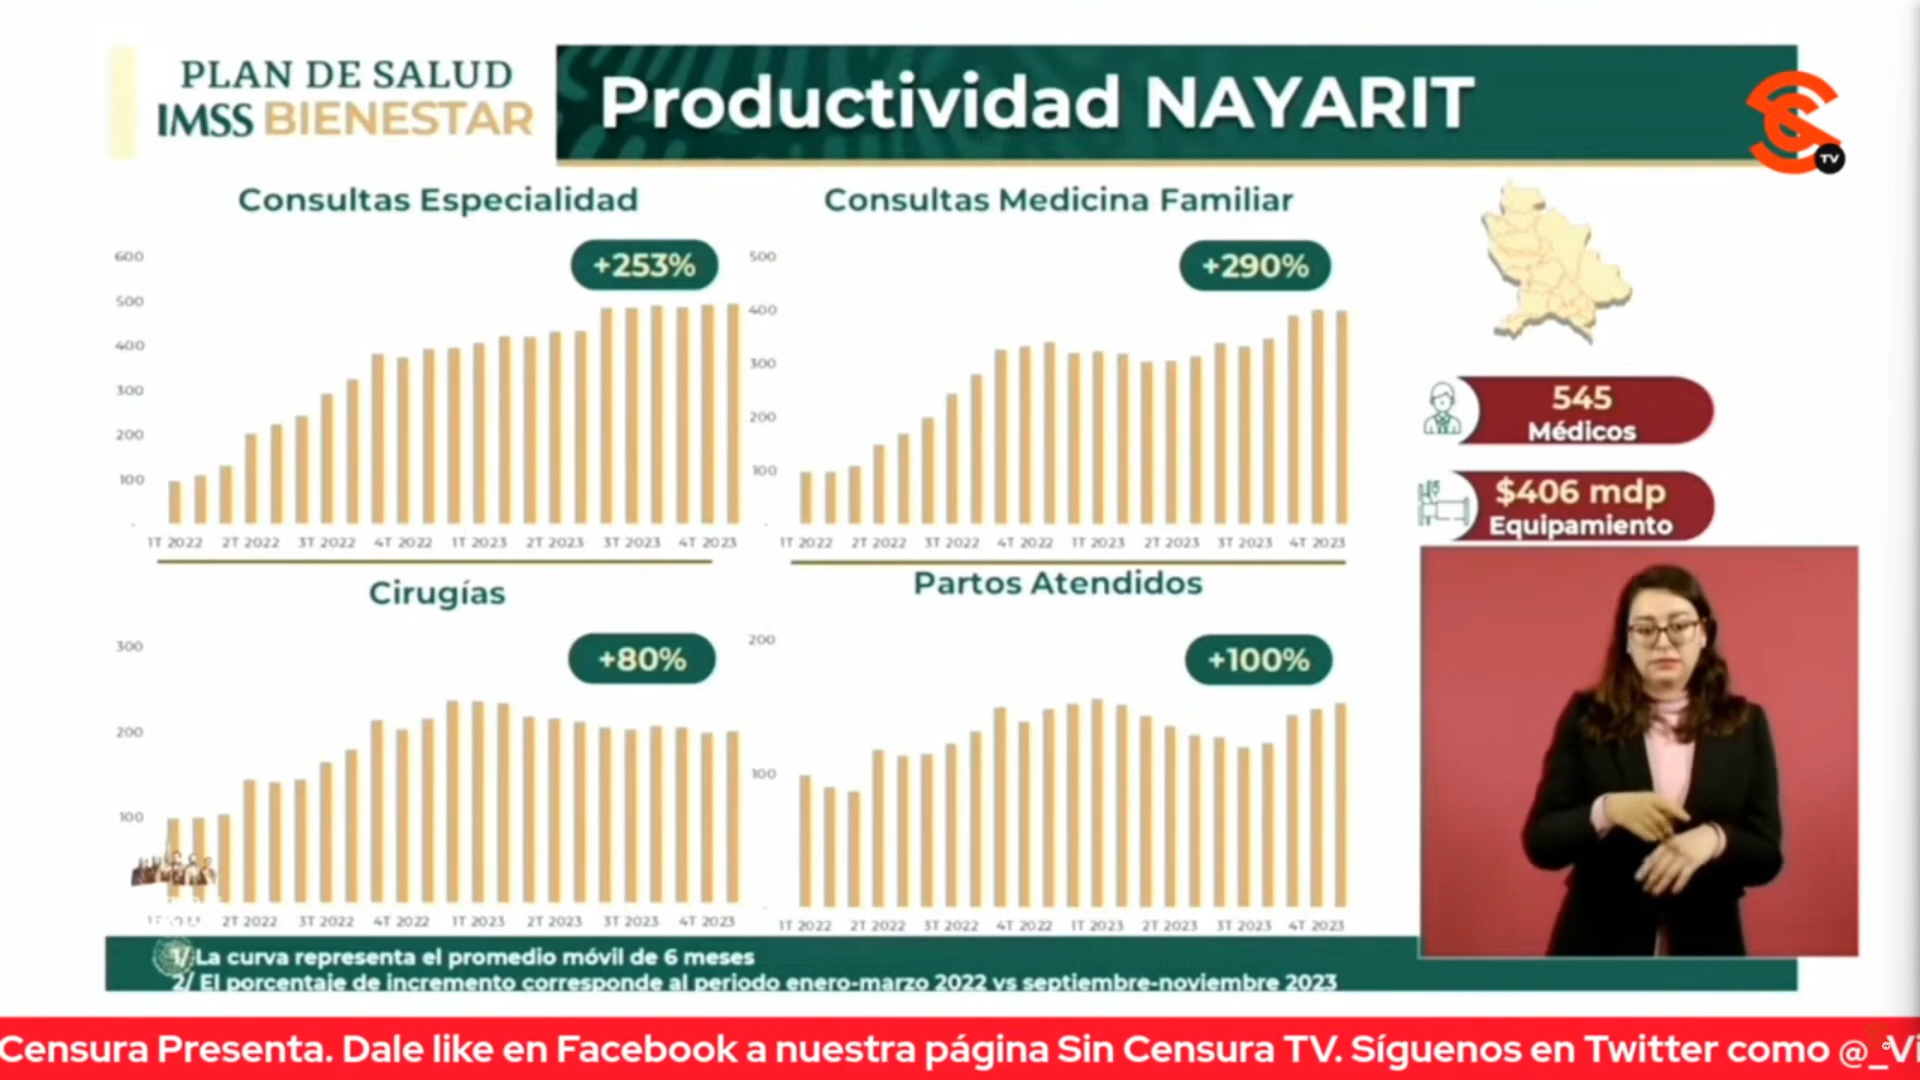 PLAN DE SALUD
IMSS BIENESTAR
Productividad NAYARIT
TV
Consultas Especialidad
+253%
600
500
400
300
200
100
1T 2022 2T 2022 3T 2022 4T 2022 1T 2023 2T 2023 3T 2023 4T 2023
Consultas Medicina Familiar
+290%
500
400
300
200
100
1T 2022 2T 2022 3T 2022 4T 2022 1T 2023 2T 2023 3T 2023 4T 2023
545
Médicos
$406 mdp
Equipamiento
Cirugías
+80%
300
200
100
2T 2022 3T 2022 4T 2022 1T 2023 2T 2023 3T 2023 4T 2023
Partos Atendidos
+100%
200
100
1T 2022 2T 2022 3T 2022 4T 2022 1T 2023 2T 2023 3T 2023 4T 2023
1/ La curva representa el promedio móvil de 6 meses
2/ El porcentaje de incremento corresponde al periodo enero-marzo 2022 vs septiembre-noviembre 2023
Censura Presenta. Dale like en Facebook a nuestra página Sin Censura TV. Síguenos en Twitter como @_Vi